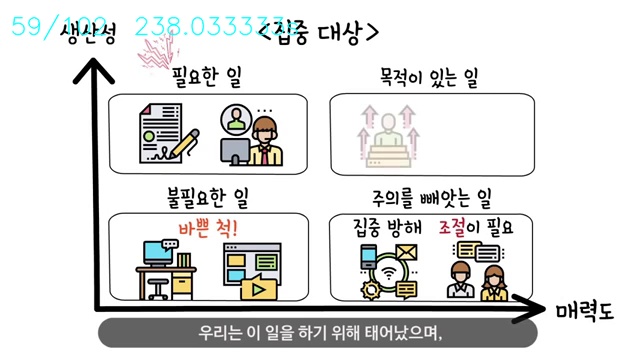 59/102 238.033333s
생산성 <집중 대상>
필요한 일 목적이 있는 일
불필요한 일 주의를 빼앗는 일
바쁜 척! 집중 방해 조절이 필요
매력도
우리는 이 일을 하기 위해 태어났으며,